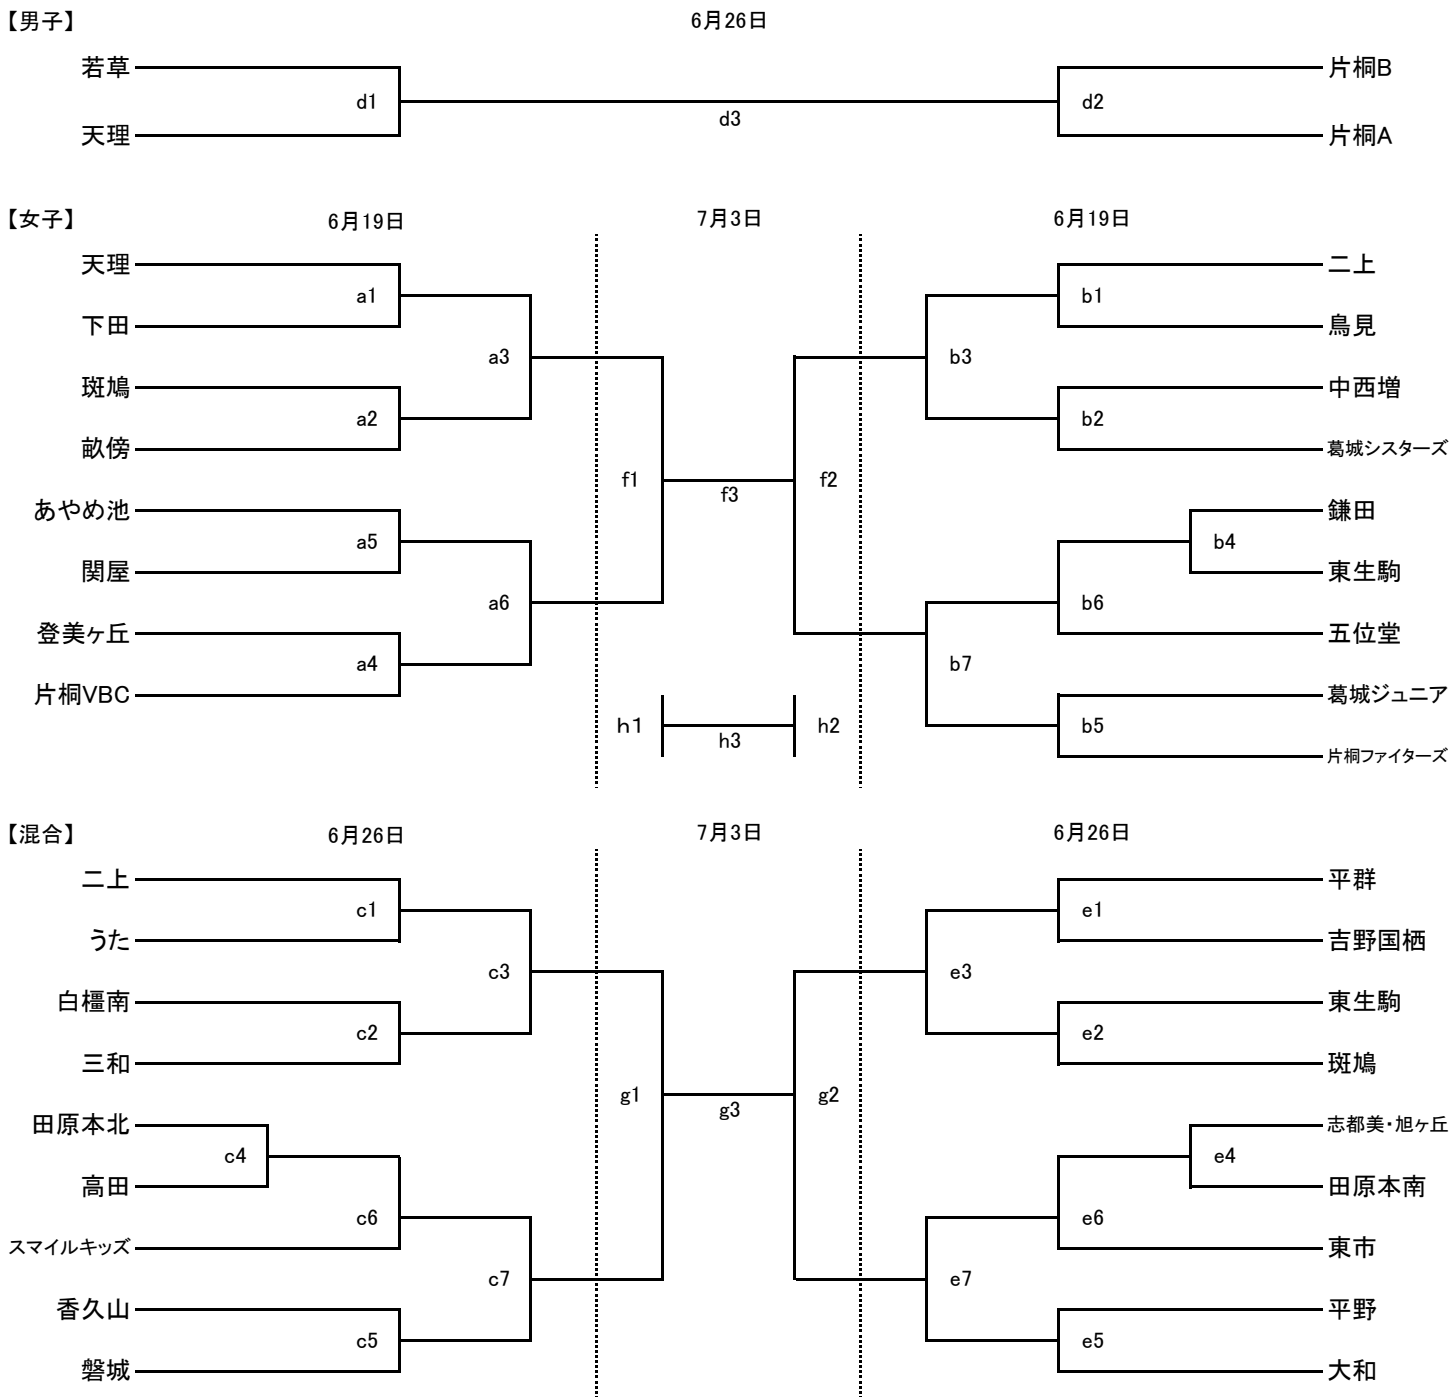 【男子】 6月26日
若草 片桐B
d1 d2
d3
天理 片桐A
【女子】 6月19日 7月3日 6月19日
天理 二上
a1 b1
下田 鳥見
a3 b3
斑鳩 中西増
a2 b2
畝傍 葛城シスターズ
f1 f2
f3
あやめ池 鎌田
a5 b4
関屋 東生駒
a6 b6
登美ヶ丘 五位堂
a4 b7
片桐VBC 葛城ジュニア
h1 h2 b5
h3
片桐ファイターズ
【混合】 6月26日 7月3日 6月26日
二上 平群
c1 e1
うた 吉野国栖
c3 e3
白橿南 東生駒
c2 e2
三和 斑鳩
g1 g2
g3
田原本北 志都美・旭ヶ丘
c4 e4
高田 田原本南
c6 e6
スマイルキッズ 東市
c7 e7
香久山 平野
c5 e5
磐城 大和